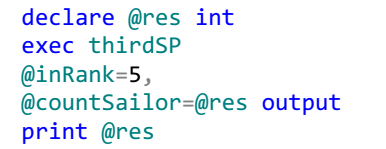 declare @res int
exec thirdSP
@inRank=5,
@countSailor=@res output
print @res